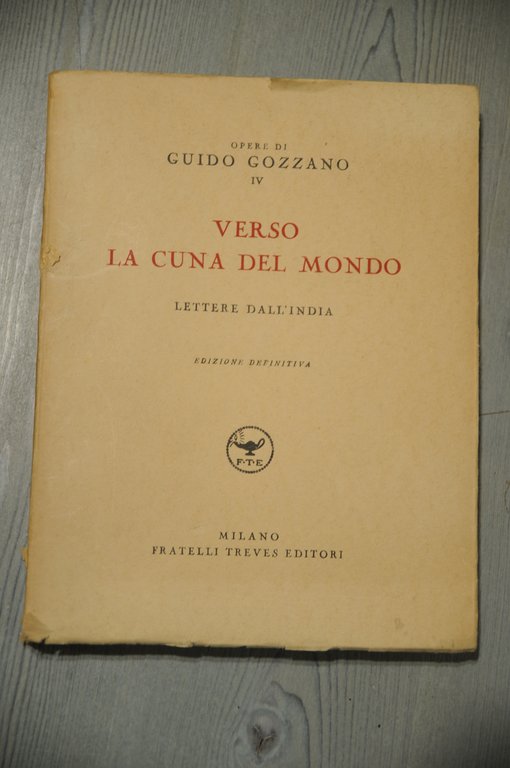 OPERE DI
GUIDO GOZZANO
IV
VERSO
LA CUNA DEL MONDO
LETTERE DALL'INDIA
EDIZIONE DEFINITIVA
F·T·E
MILANO
FRATELLI TREVES EDITORI